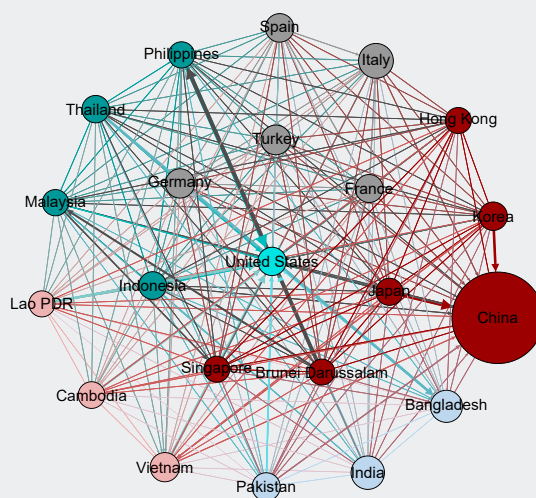 Spain
Philippines
Italy
Thailand
Hong Kong
Turkey
Germany
France
Malaysia
Korea
United States
Indonesia
Japan
Lao PDR
China
Singapore
Brunei Darussalam
Cambodia
Bangladesh
Vietnam
India
Pakistan